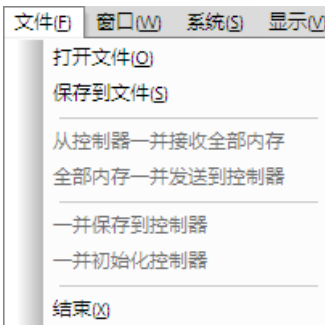 文件(F) 窗口(W) 系统(S) 显示(V
打开文件(O)
保存到文件(S)
从控制器一并接收全部内存
全部内存一并发送到控制器
一并保存到控制器
一并初始化控制器
结束(X)